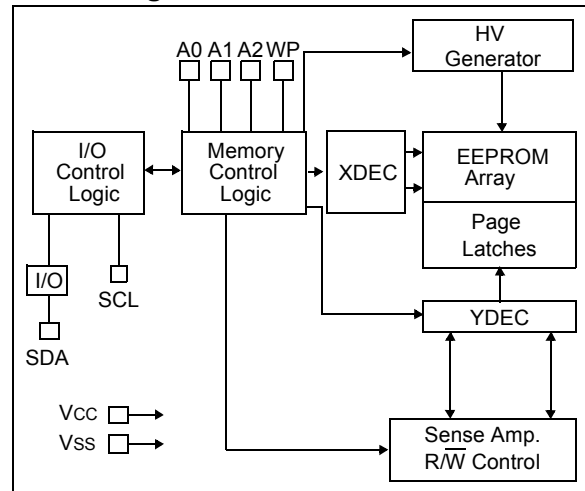 A0 A1 A2 WP
HV
Generator
I/O
Control
Logic
Memory
Control
Logic
XDEC
EEPROM
Array
Page
Latches
I/O
SCL
SDA
YDEC
VCC
VSS
Sense Amp.
R/W̅ Control